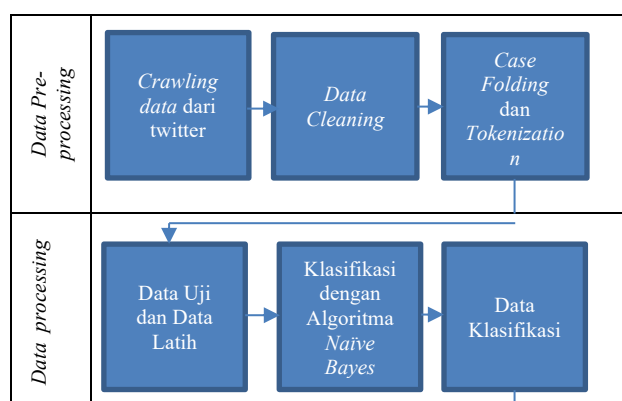 Data Pre-
processing
Crawling
data dari
twitter
Data
Cleaning
Case
Folding
dan
Tokenizatio
n
Data processing
Data Uji
dan Data
Latih
Klasifikasi
dengan
Algoritma
Naïve
Bayes
Data
Klasifikasi